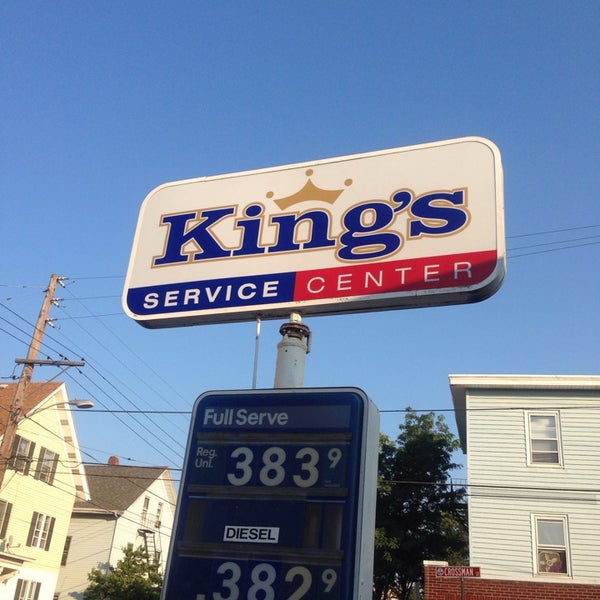 King's
SERVICE CENTER
Full Serve
Reg. Unl. 383 9
DIESEL
382 9
CROSSMAN